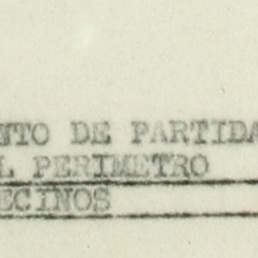 NTO DE PARTIDA
L PERIMETRO
ECINOS